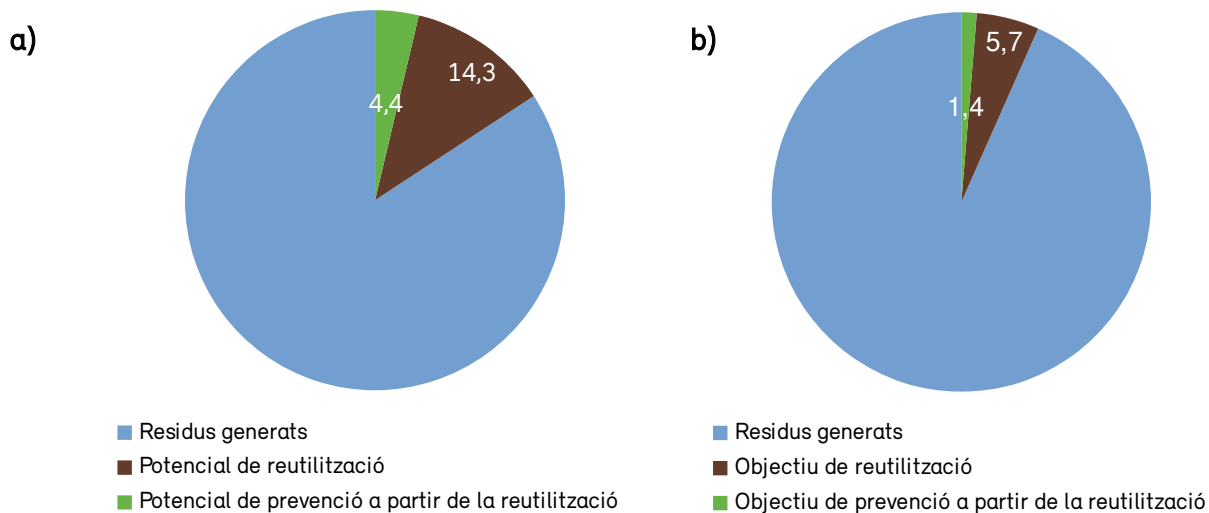 a)
14,3
4,4
Residus generats
Potencial de reutilització
Potencial de prevenció a partir de la reutilització
b)
5,7
1,4
Residus generats
Objectiu de reutilització
Objectiu de prevenció a partir de la reutilització